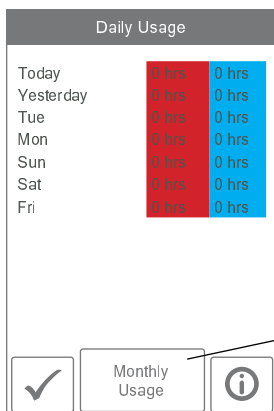 Daily Usage
Today 0 hrs 0 hrs
Yesterday 0 hrs 0 hrs
Tue 0 hrs 0 hrs
Mon 0 hrs 0 hrs
Sun 0 hrs 0 hrs
Sat 0 hrs 0 hrs
Fri 0 hrs 0 hrs
Monthly
Usage